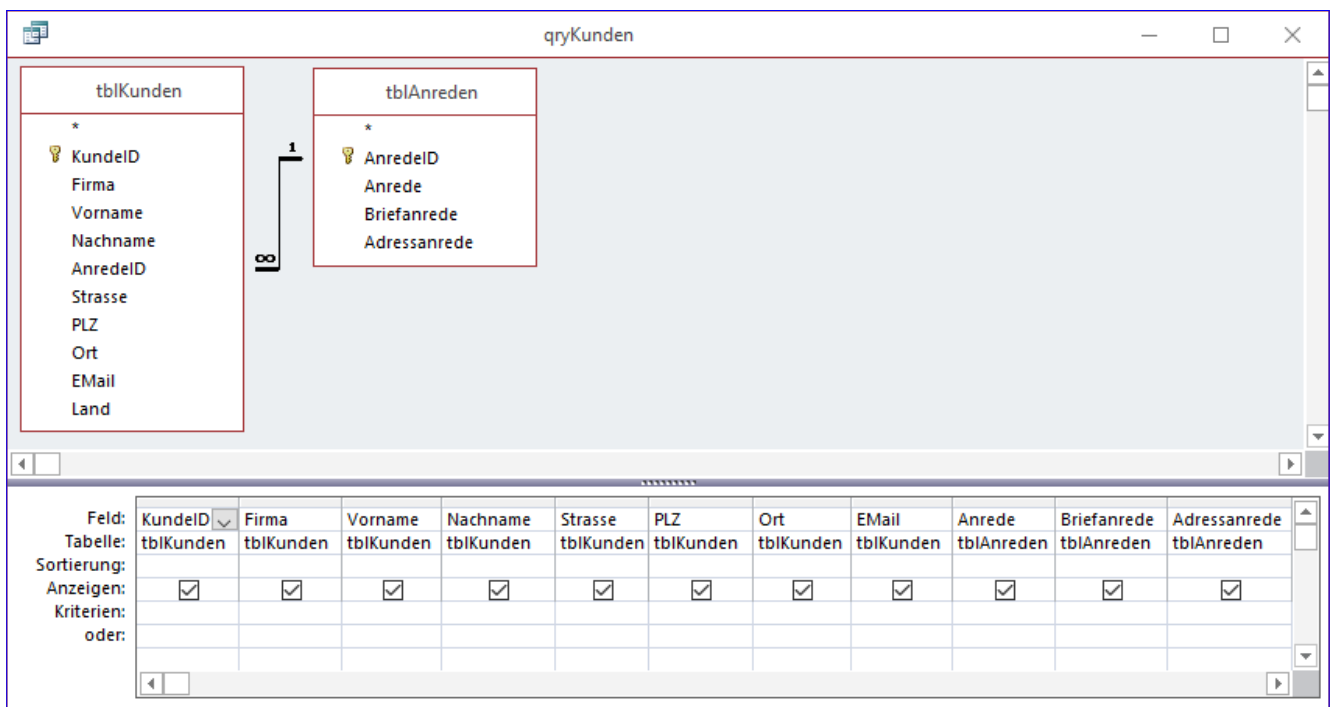 qryKunden
tblKunden
*
KundeID
Firma
Vorname
Nachname
AnredeID
Strasse
PLZ
Ort
EMail
Land
1
∞
tblAnreden
*
AnredeID
Anrede
Briefanrede
Adressanrede
Feld: KundeID Firma Vorname Nachname Strasse PLZ Ort EMail Anrede Briefanrede Adressanrede
Tabelle: tblKunden tblKunden tblKunden tblKunden tblKunden tblKunden tblKunden tblKunden tblAnreden tblAnreden tblAnreden
Sortierung:
Anzeigen:
Kriterien:
oder: